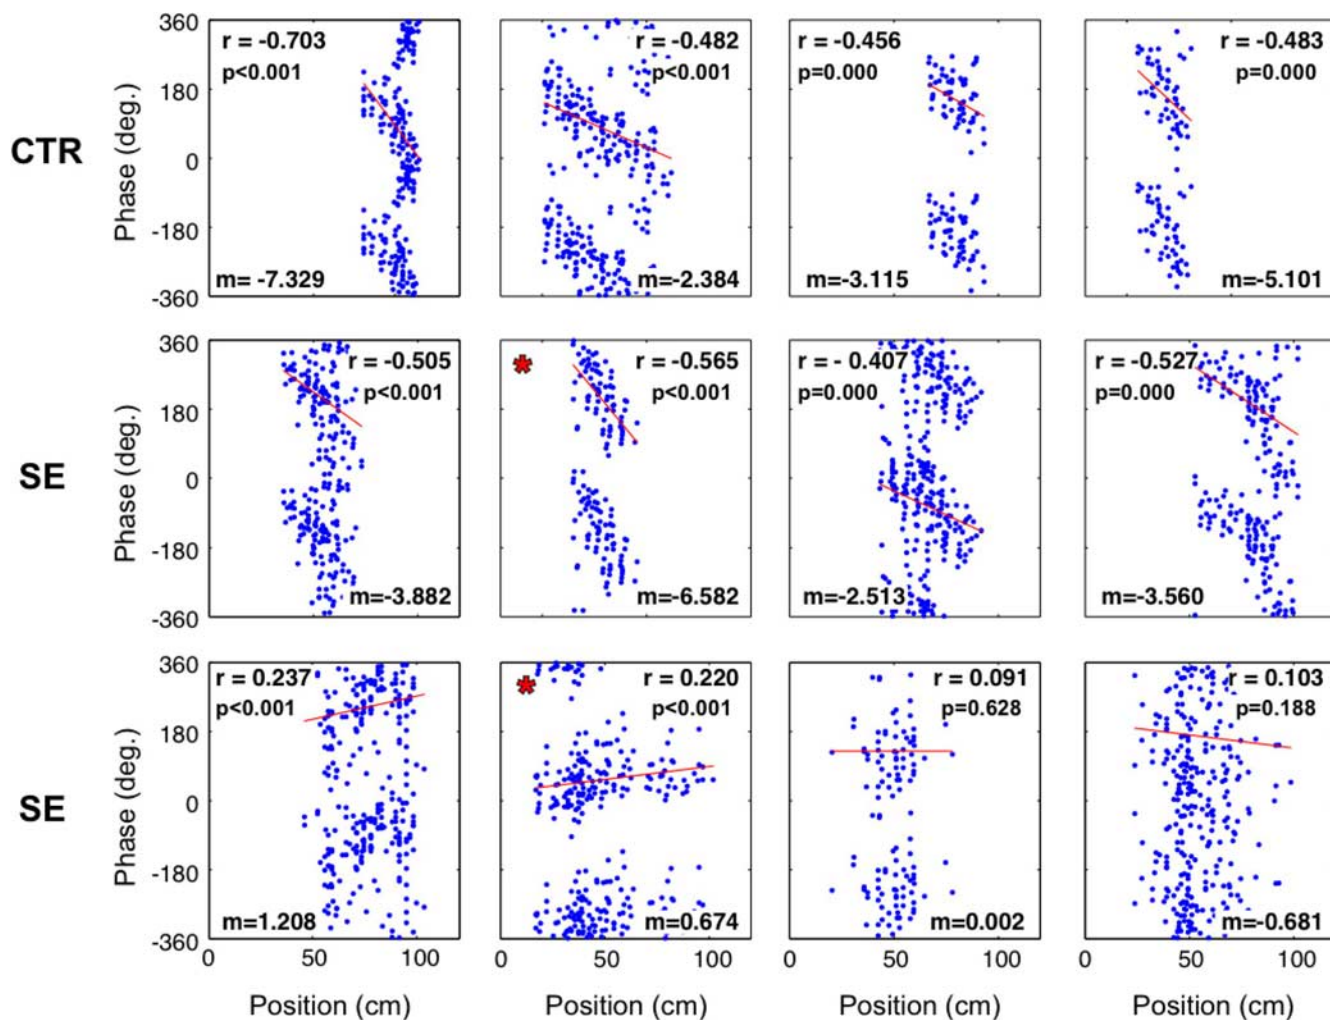 360
180
0
-180
-360
Phase (deg.)
CTR
r = -0.703
p<0.001
m= -7.329
r = -0.482
p<0.001
m=-2.384
r = -0.456
p=0.000
m=-3.115
r = -0.483
p=0.000
m=-5.101
360
180
0
-180
-360
Phase (deg.)
SE
r = -0.505
p<0.001
m=-3.882
*
r = -0.565
p<0.001
m=-6.582
r = - 0.407
p=0.000
m=-2.513
r = -0.527
p=0.000
m=-3.560
360
180
0
-180
-360
Phase (deg.)
SE
r = 0.237
p<0.001
m=1.208
*
r = 0.220
p<0.001
m=0.674
r = 0.091
p=0.628
m=0.002
r = 0.103
p=0.188
m=-0.681
0 50 100
0 50 100
0 50 100
0 50 100
Position (cm)
Position (cm)
Position (cm)
Position (cm)